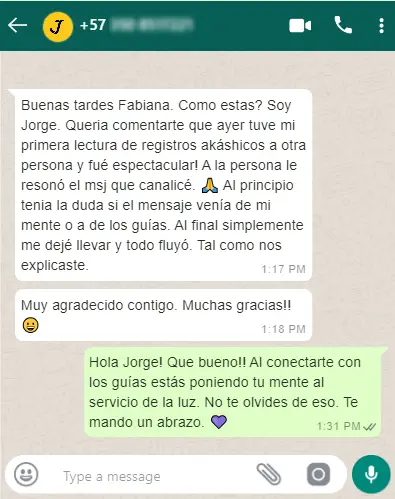 J +57
Buenas tardes Fabiana. Como estas? Soy
Jorge. Queria comentarte que ayer tuve mi
primera lectura de registros akáshicos a otra
persona y fué espectacular! A la persona le
resonó el msj que canalicé. 🙏 Al principio
tenia la duda si el mensaje venía de mi
mente o a de los guías. Al final simplemente
me dejé llevar y todo fluyó. Tal como nos
explicaste.
1:17 PM
Muy agradecido contigo. Muchas gracias!!
😀
1:18 PM
Hola Jorge! Que bueno!! Al conectarte con
los guías estás poniendo tu mente al
servicio de la luz. No te olvides de eso. Te
mando un abrazo. 💜
1:31 PM
Type a message